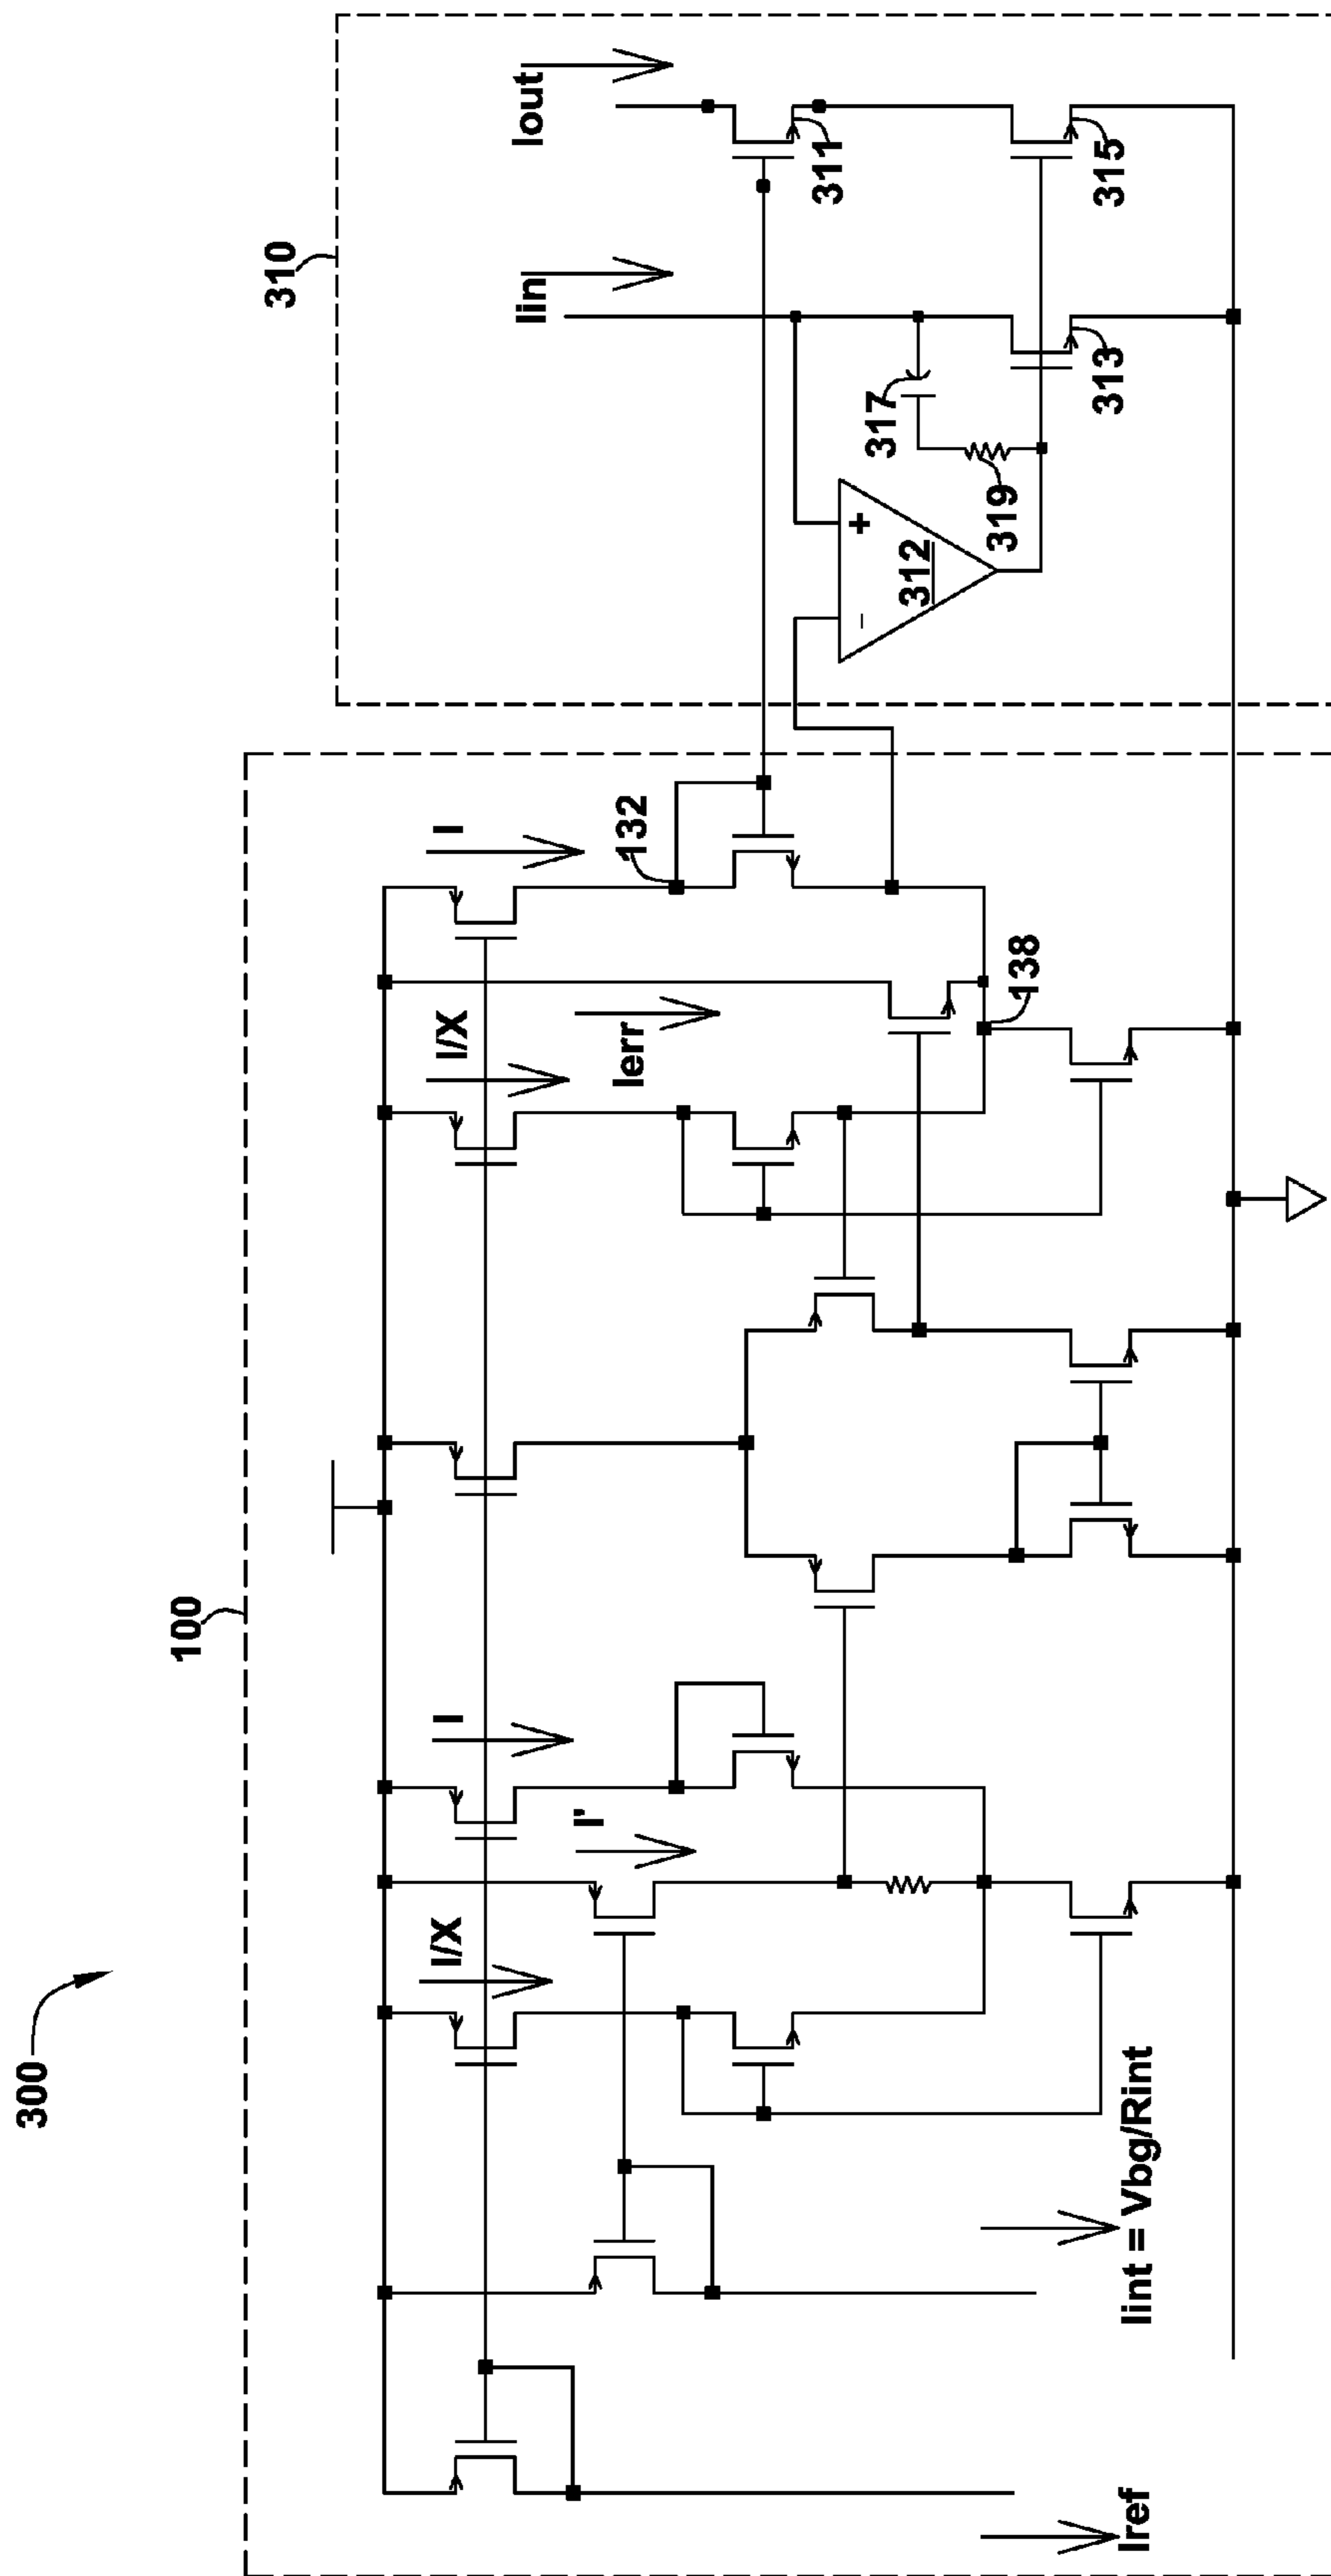 300
100
310
Iref
Iint = Vbg/Rint
I/X
I'
I
I/X
Ierr
I
132
138
Iin
Iout
311
312
313
315
317
319
+
−